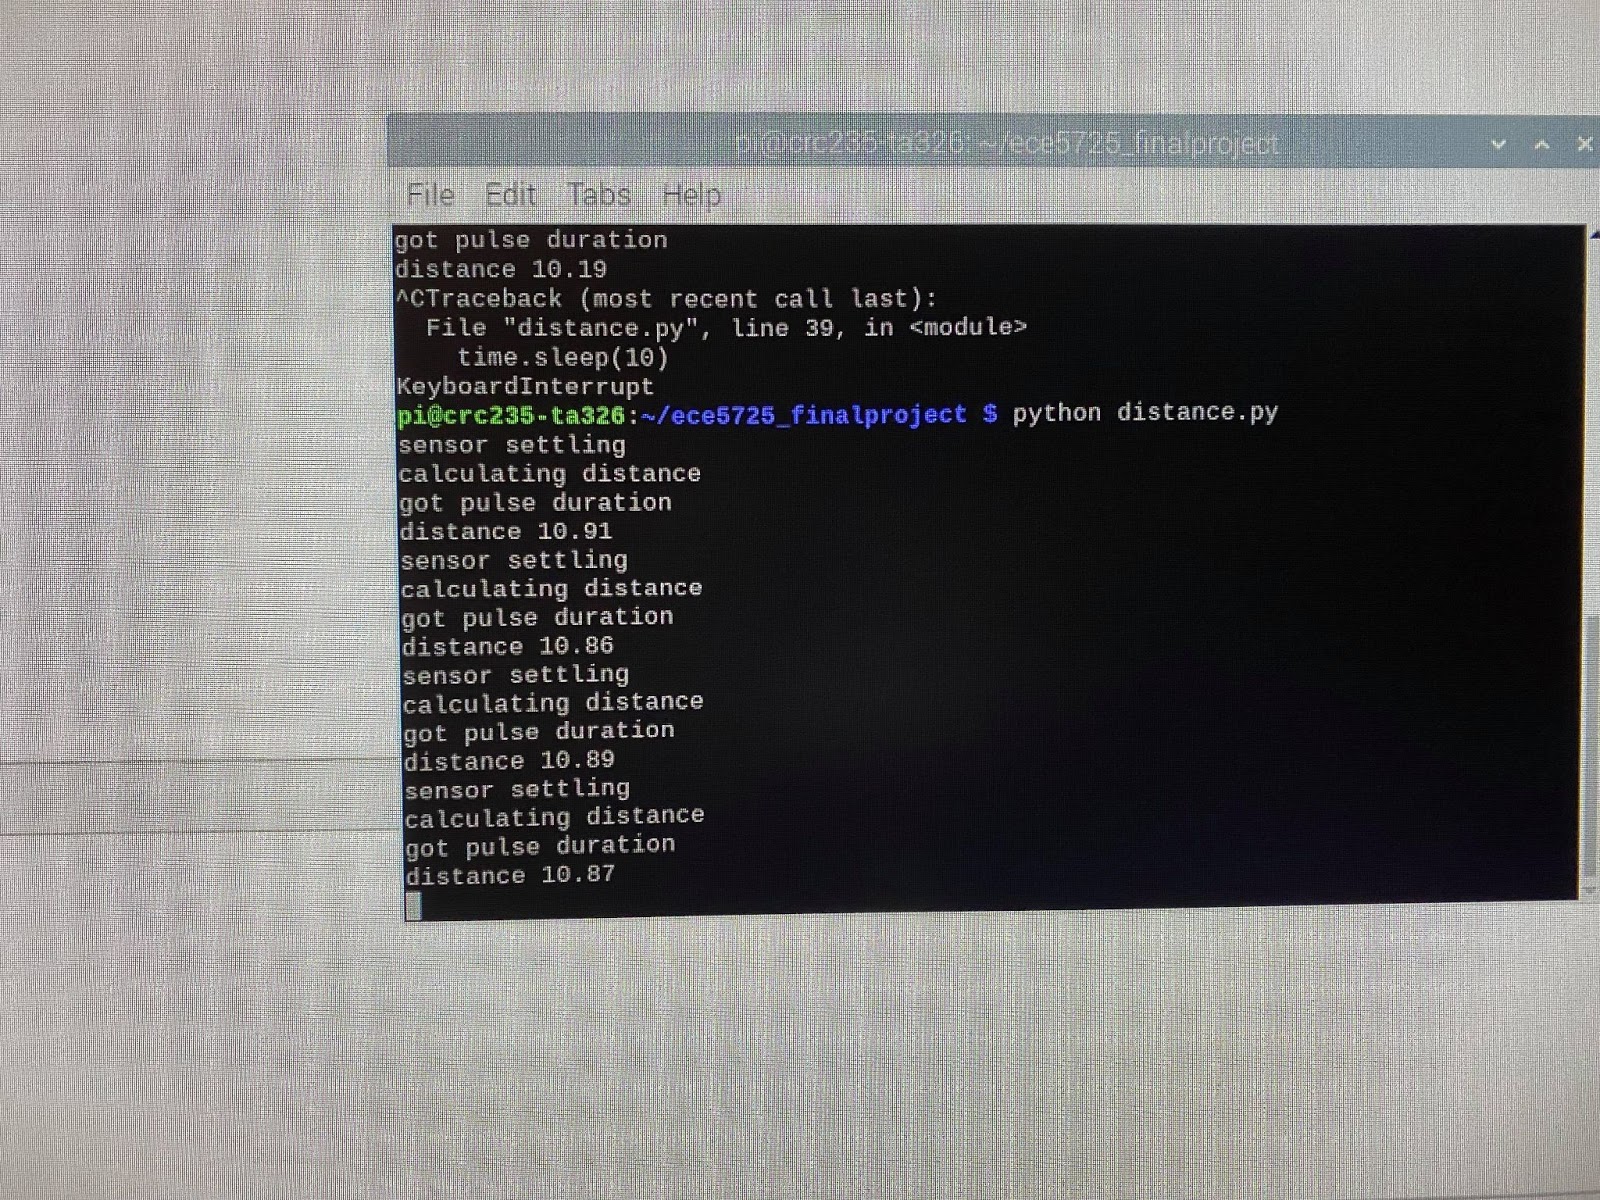 pi@crc235-ta326: ~/ece5725_finalproject
File Edit Tabs Help
got pulse duration
distance 10.19
^CTraceback (most recent call last):
  File "distance.py", line 39, in <module>
    time.sleep(10)
KeyboardInterrupt
pi@crc235-ta326:~/ece5725_finalproject $ python distance.py
sensor settling
calculating distance
got pulse duration
distance 10.91
sensor settling
calculating distance
got pulse duration
distance 10.86
sensor settling
calculating distance
got pulse duration
distance 10.89
sensor settling
calculating distance
got pulse duration
distance 10.87